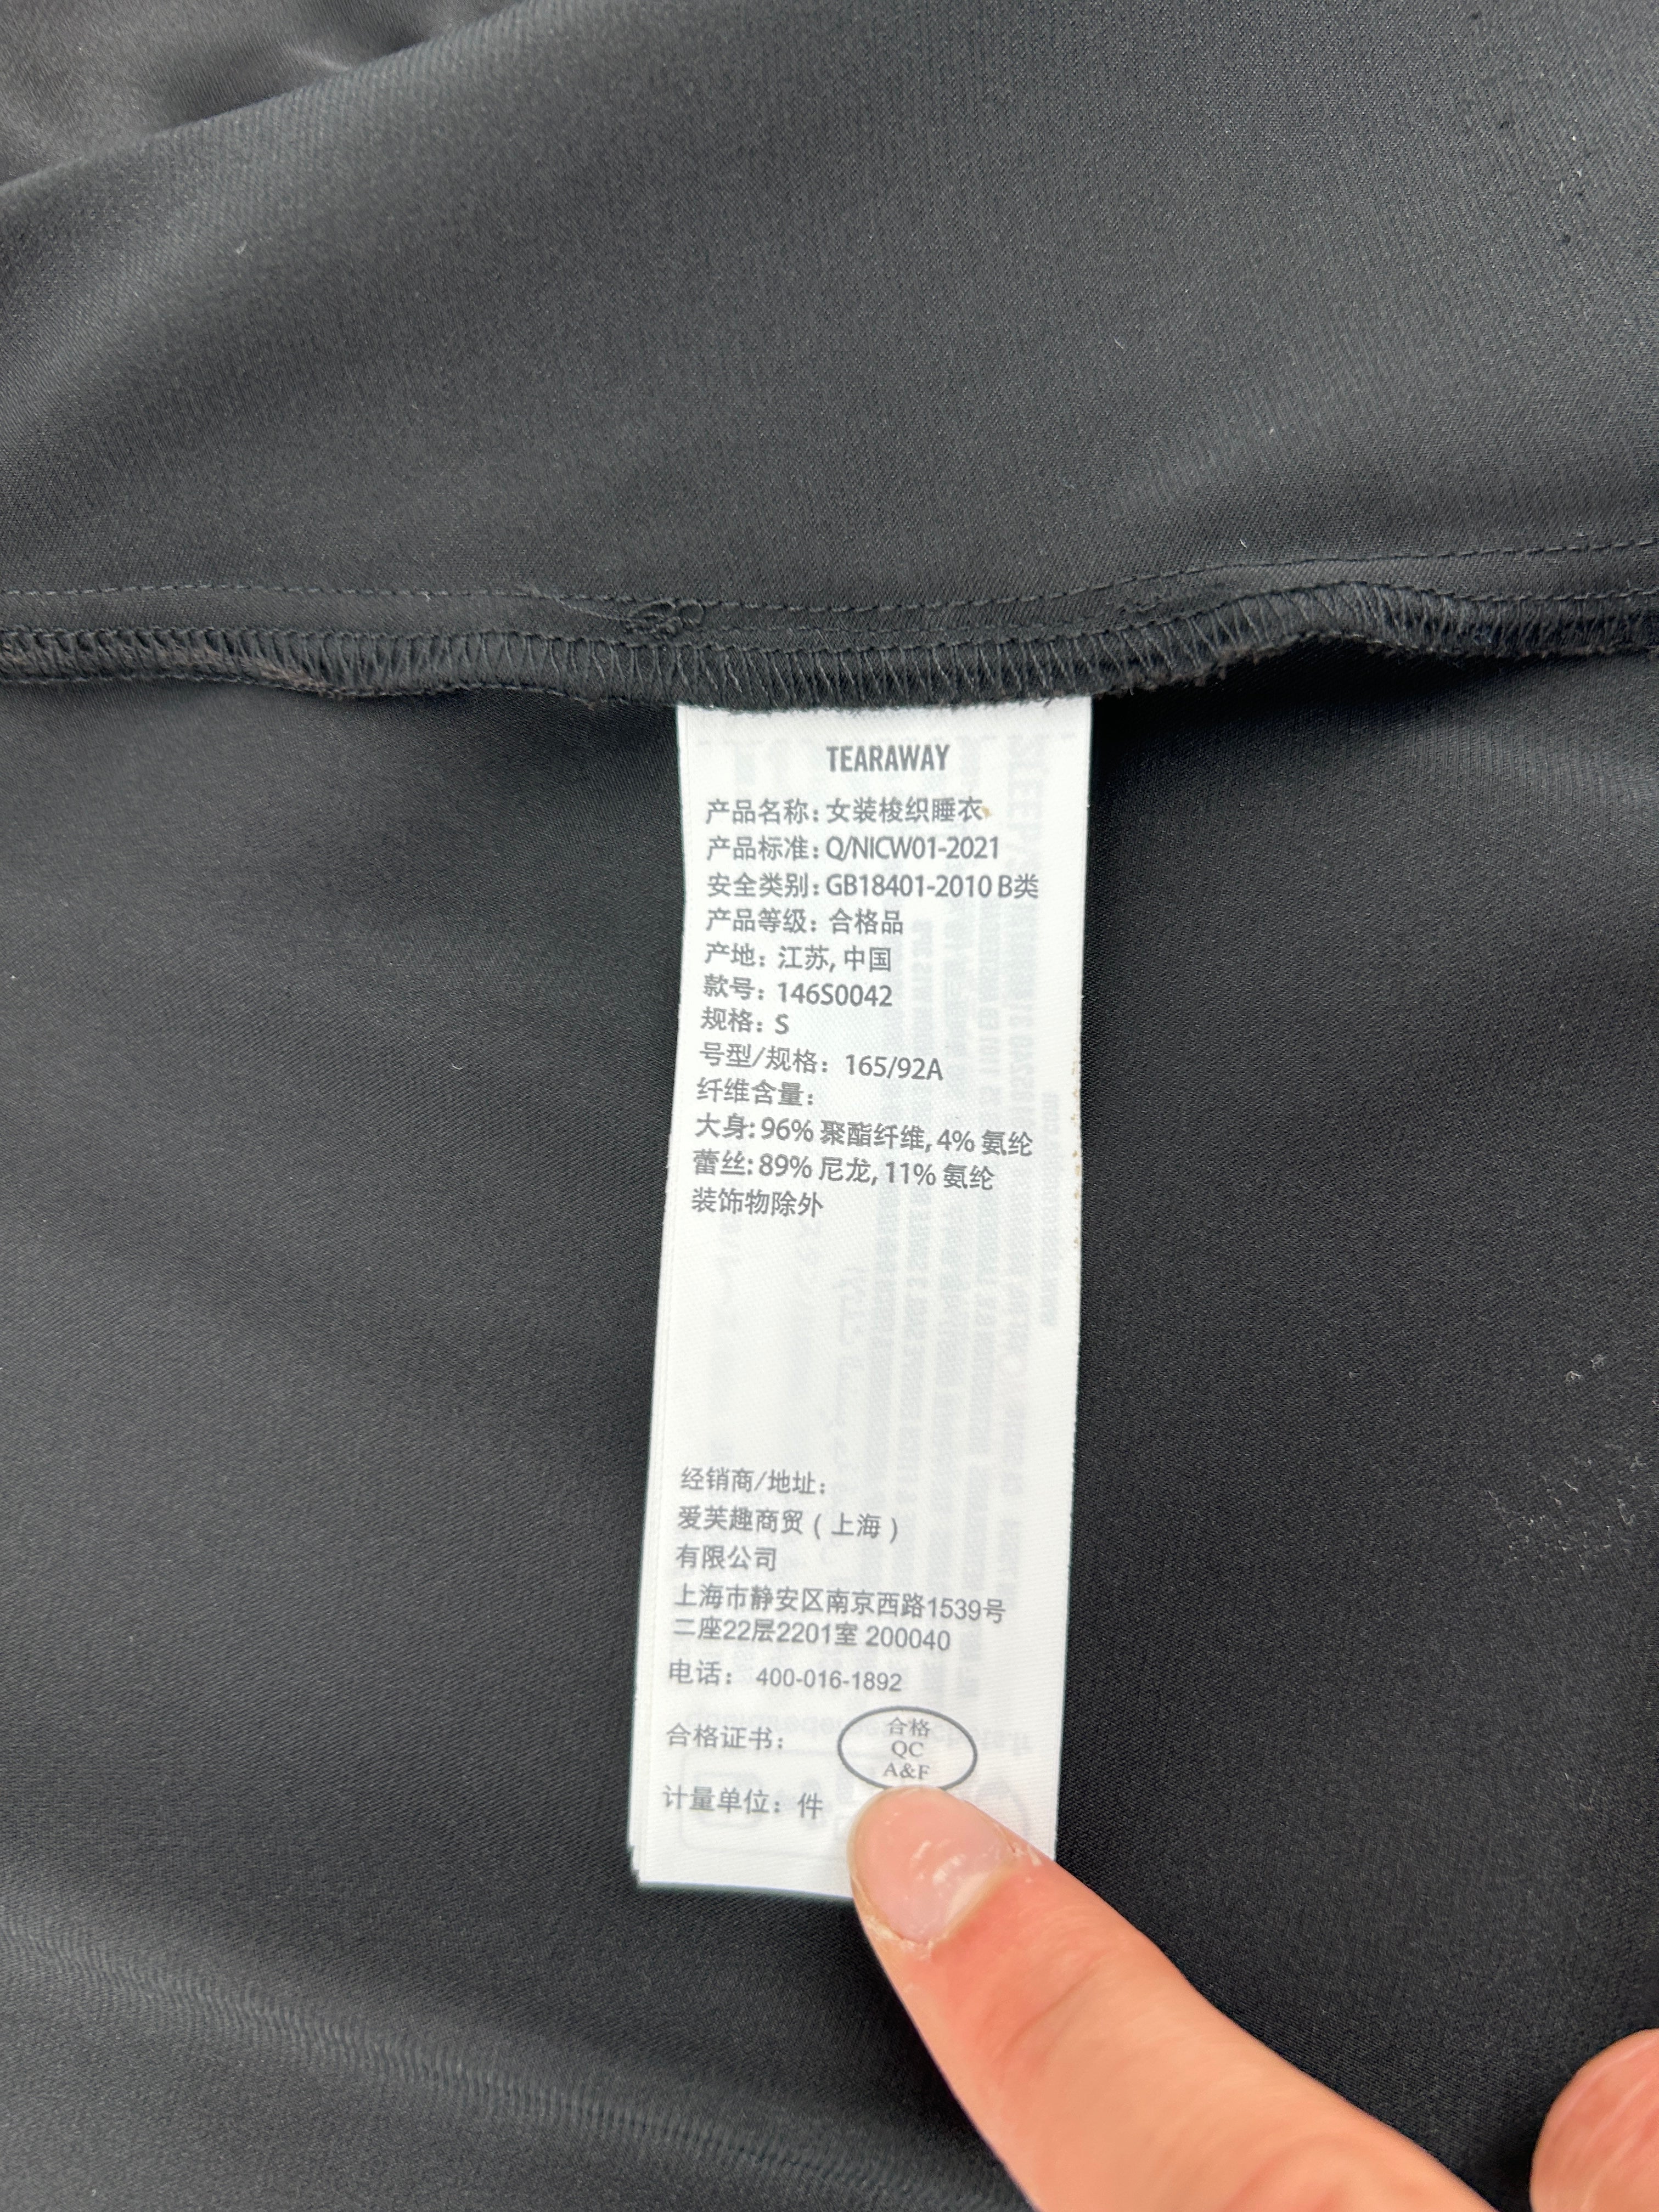 TEARAWAY
产品名称: 女装梭织睡衣
产品标准: Q/NICW01-2021
安全类别: GB18401-2010 B类
产品等级: 合格品
产地: 江苏, 中国
款号: 146S0042
规格: S
号型/规格: 165/92A
纤维含量:
大身: 96% 聚酯纤维, 4% 氨纶
蕾丝: 89% 尼龙, 11% 氨纶
装饰物除外
经销商/地址:
爱芙趣商贸 ( 上海 )
有限公司
上海市静安区南京西路1539号
二座22层2201室 200040
电话: 400-016-1892
合格证书:
合格
QC
A&F
计量单位: 件